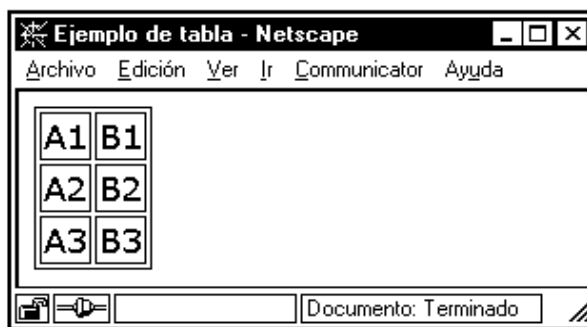 Ejemplo de tabla - Netscape
Archivo Edición Ver Ir Communicator Ayuda
A1 B1
A2 B2
A3 B3
Documento: Terminado